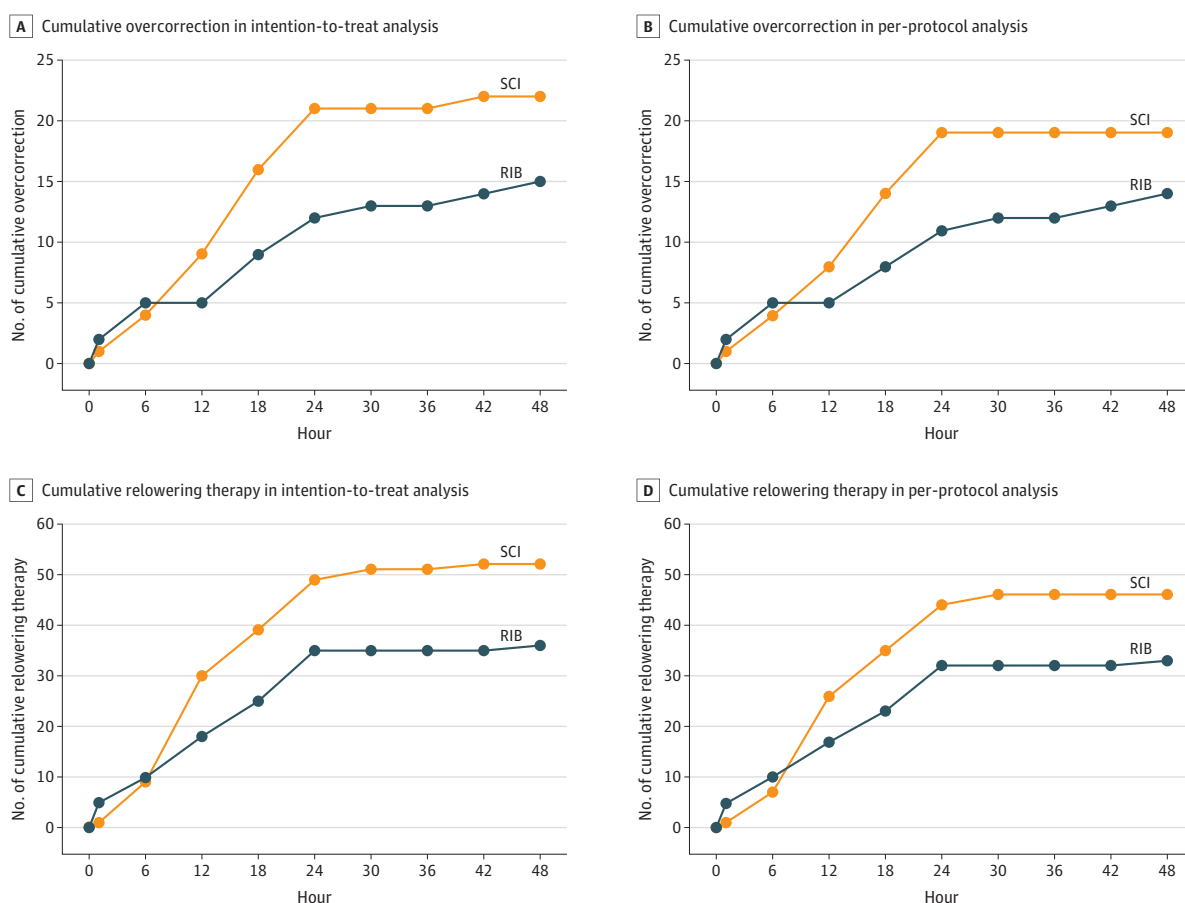 A Cumulative overcorrection in intention-to-treat analysis
No. of cumulative overcorrection
25
20
15
10
5
0
SCI
RIB
0 6 12 18 24 30 36 42 48
Hour
B Cumulative overcorrection in per-protocol analysis
No. of cumulative overcorrection
25
20
15
10
5
0
SCI
RIB
0 6 12 18 24 30 36 42 48
Hour
C Cumulative relowering therapy in intention-to-treat analysis
No. of cumulative relowering therapy
60
50
40
30
20
10
0
SCI
RIB
0 6 12 18 24 30 36 42 48
Hour
D Cumulative relowering therapy in per-protocol analysis
No. of cumulative relowering therapy
60
50
40
30
20
10
0
SCI
RIB
0 6 12 18 24 30 36 42 48
Hour